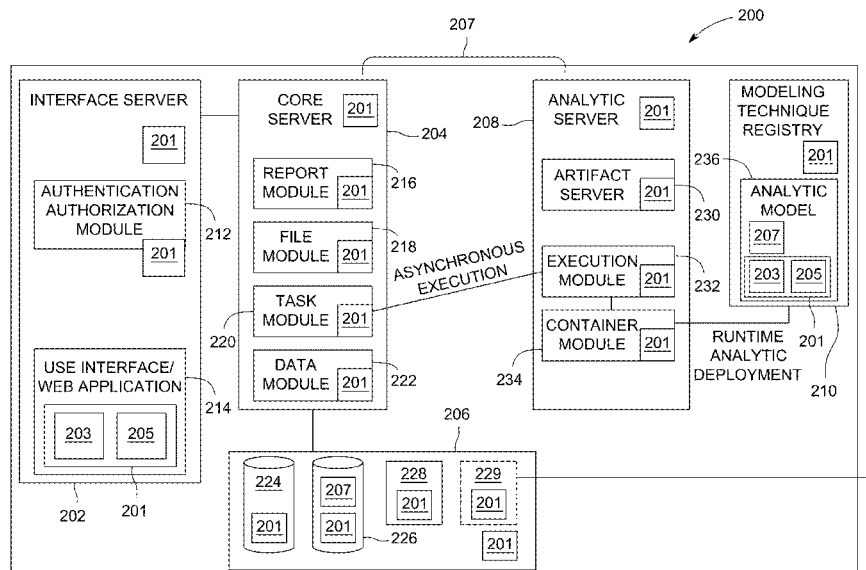 200
207
INTERFACE SERVER
201
AUTHENTICATION
AUTHORIZATION
MODULE
201
212
USE INTERFACE/
WEB APPLICATION
203
205
214
202
201
CORE
SERVER
201
204
REPORT
MODULE
201
216
FILE
MODULE
201
218
TASK
MODULE
201
220
DATA
MODULE
201
222
ASYNCHRONOUS
EXECUTION
208
ANALYTIC
SERVER
201
ARTIFACT
SERVER
201
230
EXECUTION
MODULE
201
232
CONTAINER
MODULE
201
234
MODELING
TECHNIQUE
REGISTRY
201
236
ANALYTIC
MODEL
207
203
205
201
RUNTIME
ANALYTIC
DEPLOYMENT
210
206
224
201
207
201
226
228
201
229
201
201